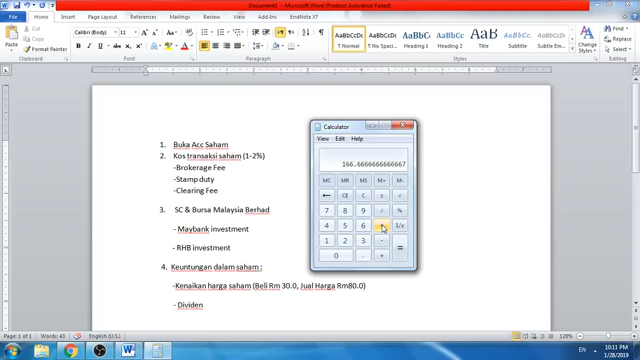 Document1 - Microsoft Word (Product Activation Failed)
File Home Insert Page Layout References Mailings Review View Add-Ins EndNote X7
Paste Cut
Copy
Format Painter
Clipboard
Calibri (Body) 11
Font
Paragraph
AaBbCcDc AaBbCcDc AaBbC AaBbCc AaB AaBbCc.
¶ Normal ¶ No Spaci... Heading 1 Heading 2 Title Subtitle
Change Styles
Styles
Find
Replace
Select
Editing
1. Buka Acc Saham
2. Kos transaksi saham (1-2%)
-Brokerage Fee
-Stamp duty
-Clearing Fee
3. SC & Bursa Malaysia Berhad
- Maybank investment
- RHB investment
4. Keuntungan dalam saham :
-Kenaikan harga saham (Beli Rm 30.0, Jual Harga Rm80.0)
- Dividen
Calculator
View Edit Help
166.6666666666667
MC MR MS M+ M-
← CE C ± √
7 8 9 / %
4 5 6 * 1/x
1 2 3 - =
0 . +
Page: 1 of 1 Words: 43 English (U.S.) 120%
EN 10:11 PM
1/28/2019